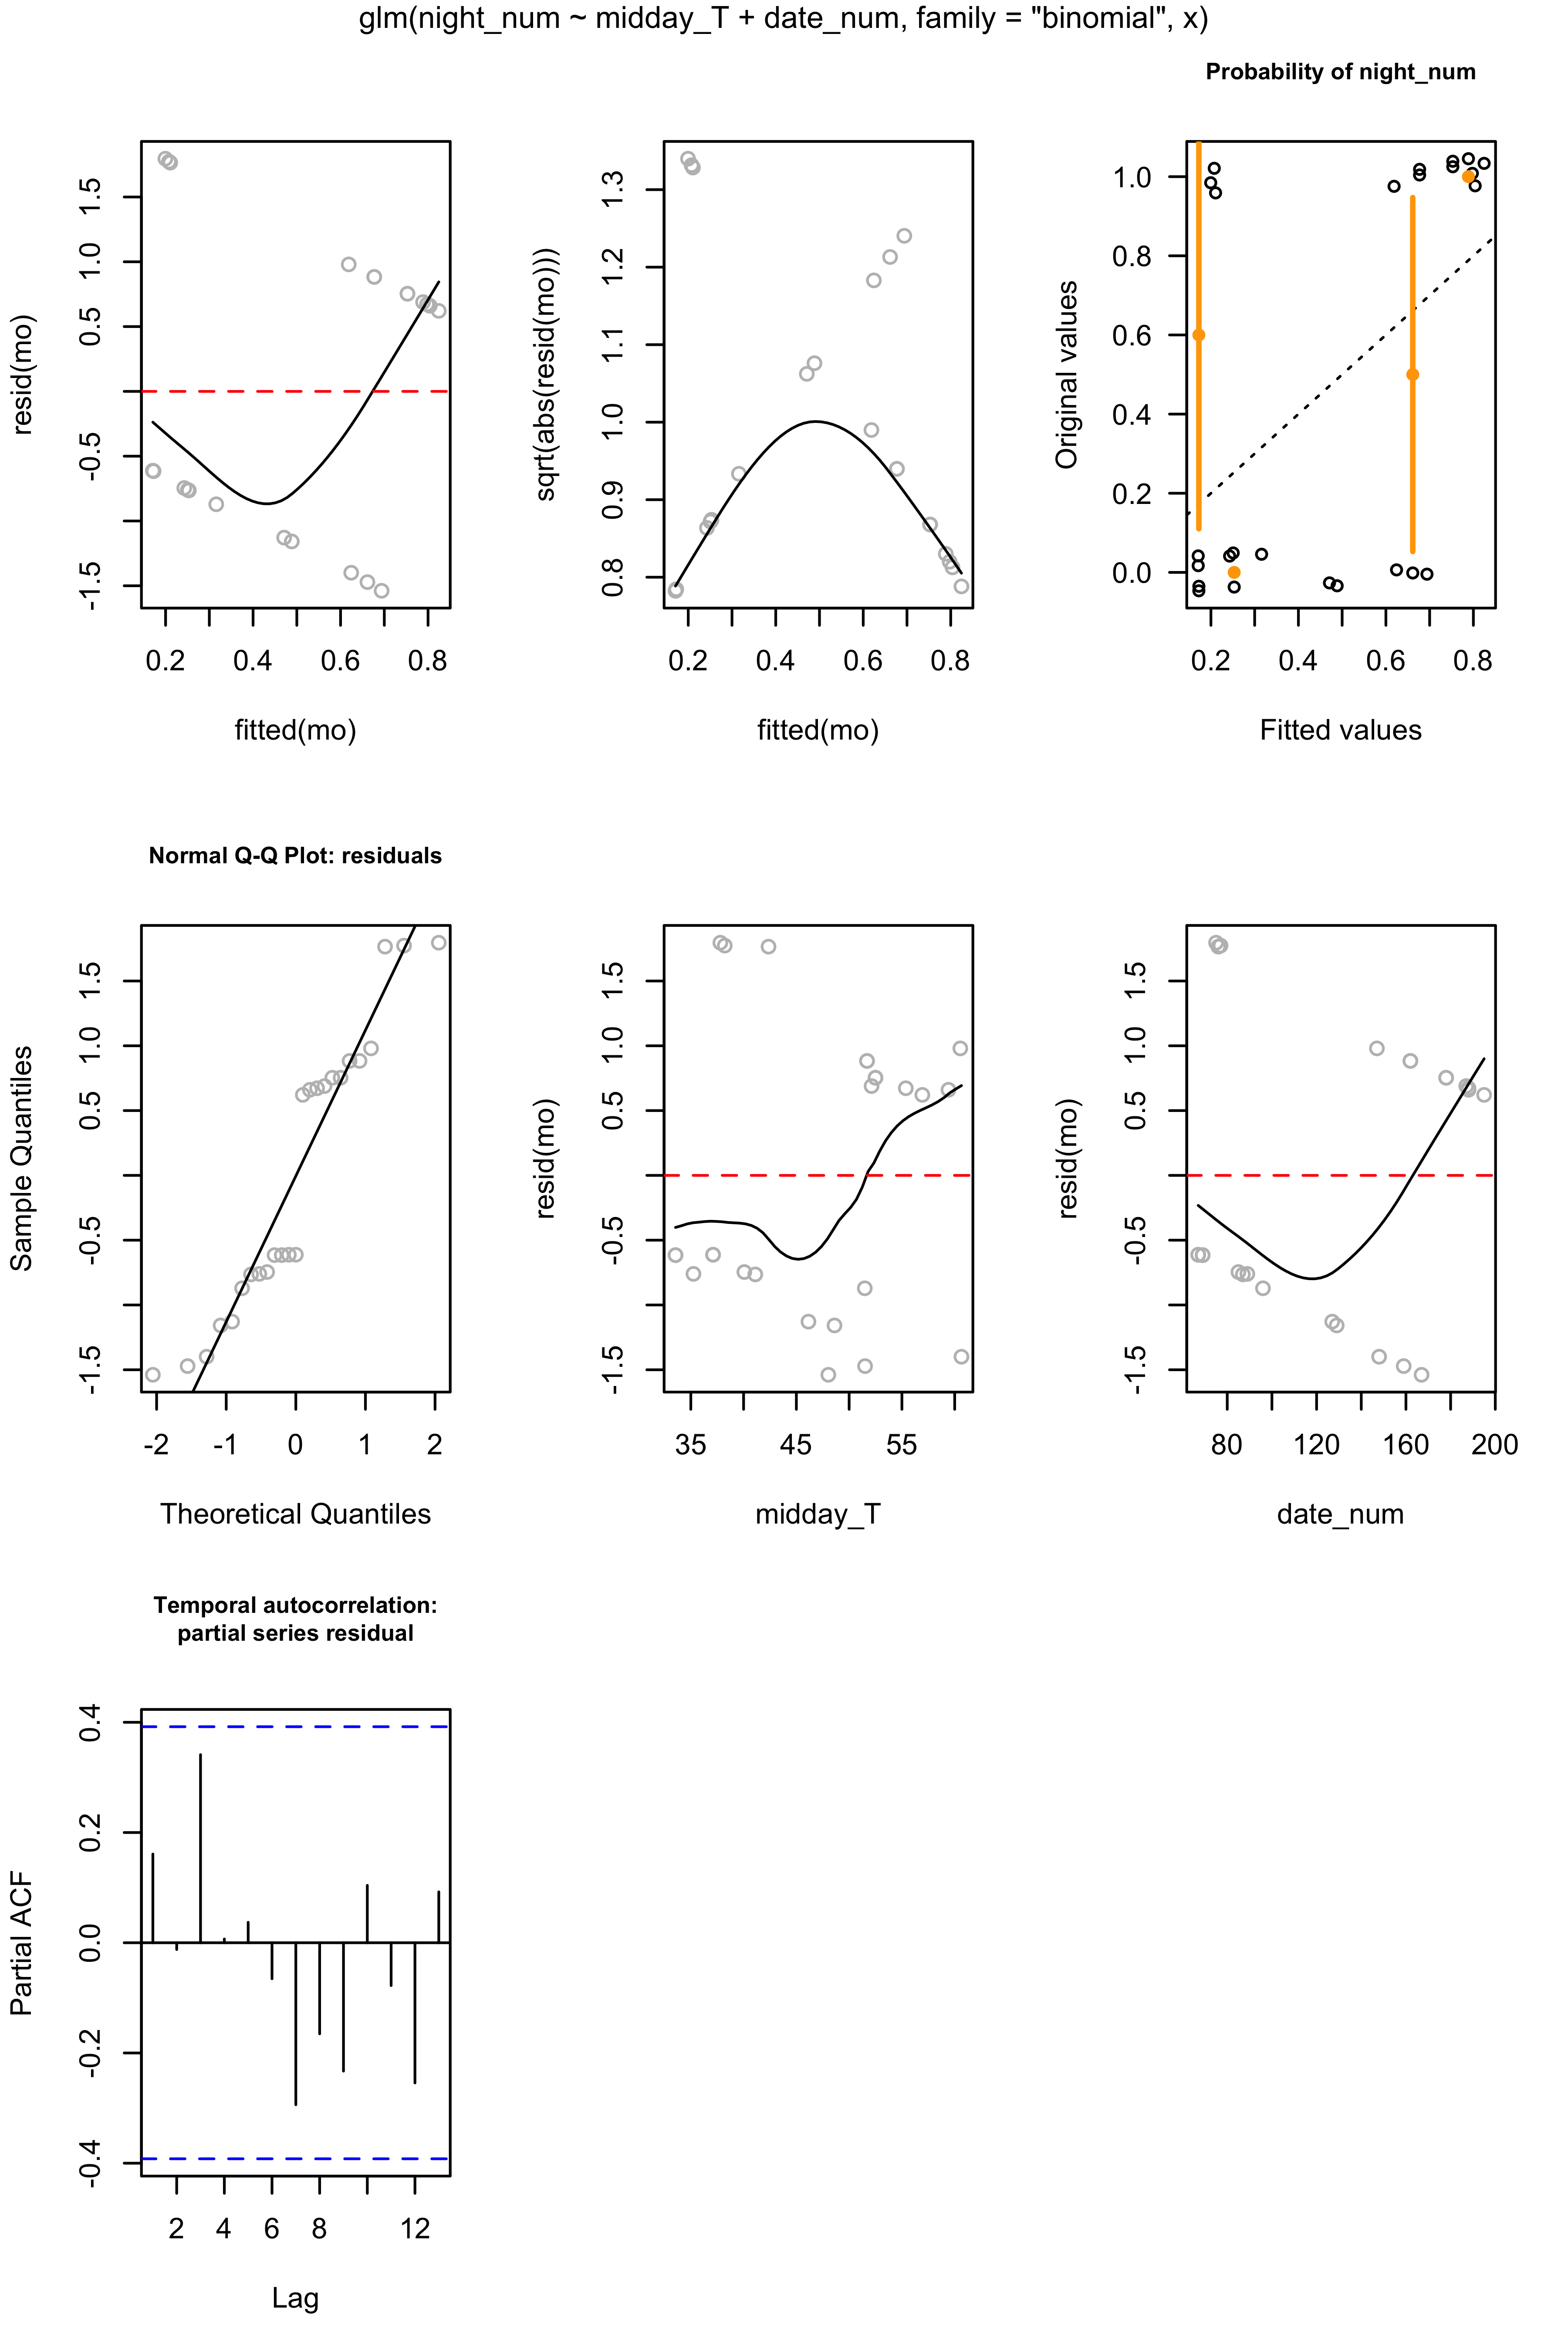 glm(night_num ~ midday_T + date_num, family = "binomial", x)
resid(mo)
1.5
1.0
0.5
-0.5
-1.5
0.2 0.4 0.6 0.8
fitted(mo)
sqrt(abs(resid(mo)))
1.3
1.2
1.1
1.0
0.9
0.8
0.2 0.4 0.6 0.8
fitted(mo)
Probability of night_num
Original values
1.0
0.8
0.6
0.4
0.2
0.0
0.2 0.4 0.6 0.8
Fitted values
Normal Q-Q Plot: residuals
Sample Quantiles
1.5
1.0
0.5
-0.5
-1.5
-2 -1 0 1 2
Theoretical Quantiles
resid(mo)
1.5
1.0
0.5
-0.5
-1.5
35 45 55
midday_T
resid(mo)
1.5
1.0
0.5
-0.5
-1.5
80 120 160 200
date_num
Temporal autocorrelation:
partial series residual
Partial ACF
0.4
0.2
0.0
-0.2
-0.4
2 4 6 8 12
Lag